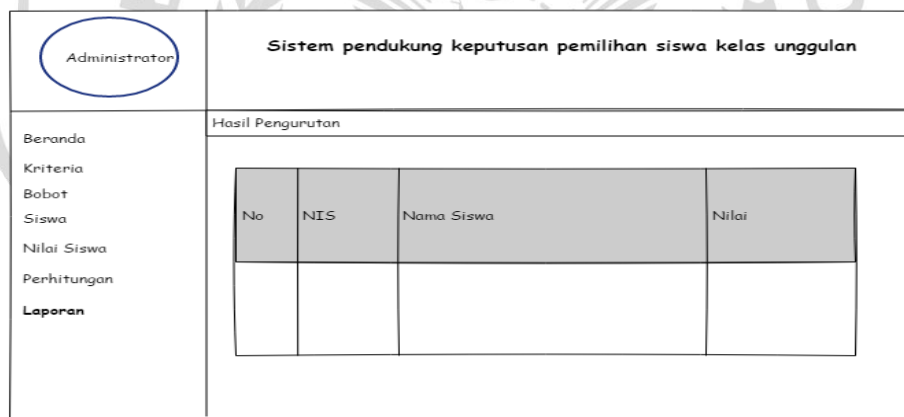 Administrator
Sistem pendukung keputusan pemilihan siswa kelas unggulan
Hasil Pengurutan
Beranda
Kriteria
Bobot
Siswa
Nilai Siswa
Perhitungan
Laporan
No NIS Nama Siswa Nilai